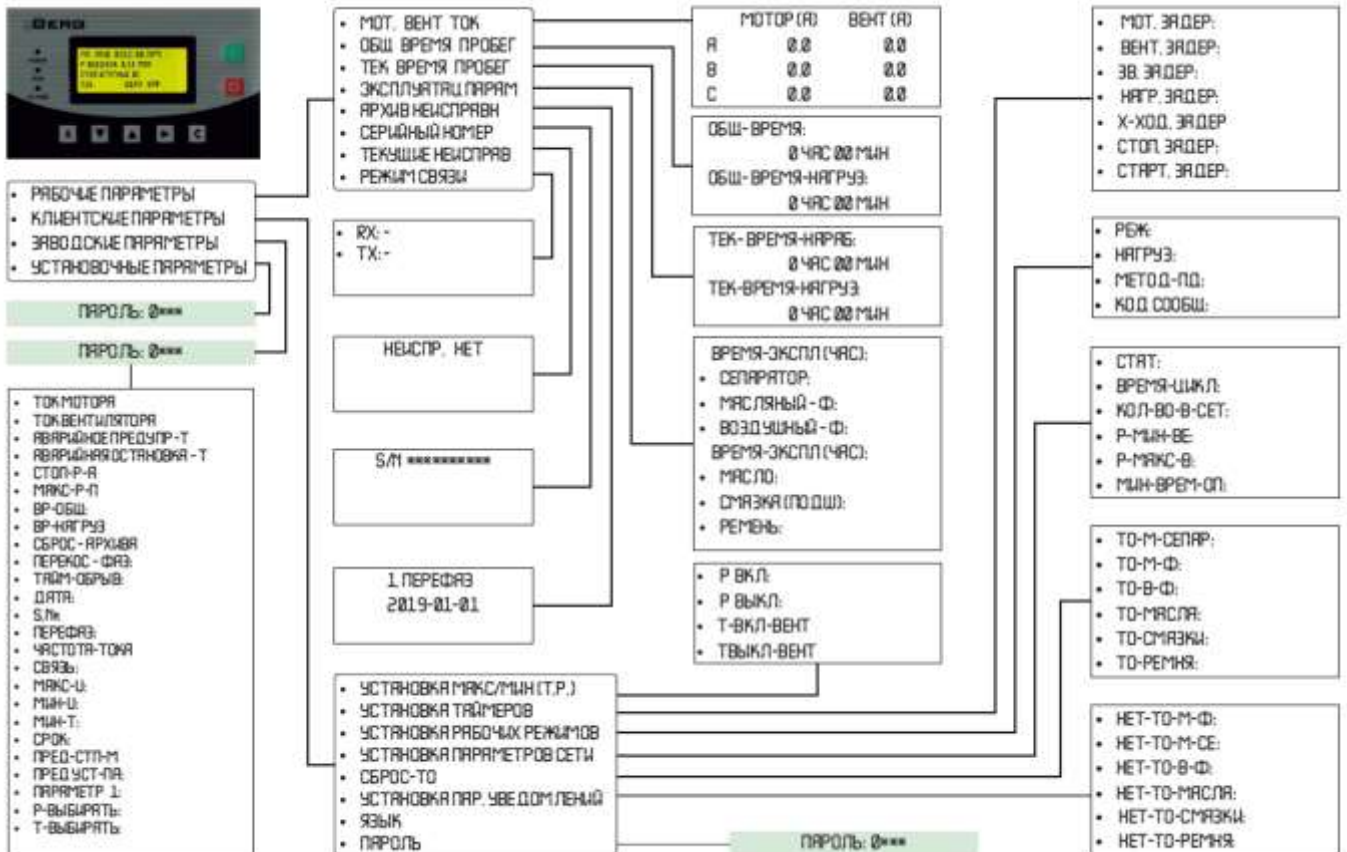 BERG
• РАБОЧИЕ ПАРАМЕТРЫ
• КЛИЕНТСКИЕ ПАРАМЕТРЫ
• ЗАВОДСКИЕ ПАРАМЕТРЫ
• УСТАНОВОЧНЫЕ ПАРАМЕТРЫ
ПАРОЛЬ: 0***
ПАРОЛЬ: 0***
• ТОК МОТОРА
• ТОК ВЕНТИЛЯТОРА
• АВАРИЙНОЕ ПРЕДУПР-Т
• АВАРИЙНАЯ ОСТАНОВКА - Т
• СТОП-Р-А
• МАКС-Р-П
• ВР-ОБЩ:
• ВР-НАГРУЗ
• СБРОС - АРХИВА
• ПЕРЕКОС - ФАЗ:
• ТАЙМ-ОБРЫВ:
• ДАТА:
• S.№:
• ПЕРЕФАЗ:
• ЧАСТОТА-ТОКА
• СВЯЗЬ:
• МАКС-U:
• МИН-U:
• МИН-Т:
• СРОК:
• ПРЕД-СТП-М
• ПРЕД УСТ-ПА:
• ПАРАМЕТР 1:
• Р-ВЫБИРАТЬ:
• Т-ВЫБИРАТЬ:
• МОТ. ВЕНТ ТОК
• ОБЩ ВРЕМЯ ПРОБЕГ
• ТЕК ВРЕМЯ ПРОБЕГ
• ЭКСПЛУАТАЦ ПАРАМ
• АРХИВ НЕИСПРАВН
• СЕРИЙНЫЙ НОМЕР
• ТЕКУЩИЕ НЕИСПРАВ
• РЕЖИМ СВЯЗИ
• RX: -
• TX: -
НЕИСПР. НЕТ
S/N **********
1. ПЕРЕФАЗ
2019-01-01
• УСТАНОВКА МАКС/МИН (Т.Р.)
• УСТАНОВКА ТАЙМЕРОВ
• УСТАНОВКА РАБОЧИХ РЕЖИМОВ
• УСТАНОВКА ПАРАМЕТРОВ СЕТИ
• СБРОС-ТО
• УСТАНОВКА ПАР. УВЕДОМЛЕНИЙ
• ЯЗЫК
• ПАРОЛЬ
МОТОР (А) ВЕНТ (А)
А 0.0 0.0
В 0.0 0.0
С 0.0 0.0
ОБЩ- ВРЕМЯ:
0 ЧАС 00 МИН
ОБЩ- ВРЕМЯ-НАГРУЗ:
0 ЧАС 00 МИН
ТЕК- ВРЕМЯ-НАРАБ:
0 ЧАС 00 МИН
ТЕК-ВРЕМЯ-НАГРУЗ:
0 ЧАС 00 МИН
ВРЕМЯ-ЭКСПЛ (ЧАС):
• СЕПАРАТОР:
• МАСЛЯНЫЙ - Ф:
• ВОЗДУШНЫЙ - Ф:
ВРЕМЯ-ЭКСПЛ (ЧАС):
• МАСЛО:
• СМАЗКА (ПОДШ):
• РЕМЕНЬ:
• Р ВКЛ:
• Р ВЫКЛ:
• Т-ВКЛ-ВЕНТ
• ТВЫКЛ-ВЕНТ
ПАРОЛЬ: 0***
• МОТ. ЗАДЕР:
• ВЕНТ. ЗАДЕР:
• ЗВ. ЗАДЕР:
• НАГР. ЗАДЕР:
• Х-ХОД. ЗАДЕР
• СТОП. ЗАДЕР:
• СТАРТ. ЗАДЕР:
• РЕЖ:
• НАГРУЗ:
• МЕТОД-ПД:
• КОД СООБЩ:
• СТАТ:
• ВРЕМЯ-ЦИКЛ:
• КОЛ-ВО-В-СЕТ:
• Р-МИН-ВЕ:
• Р-МАКС-В:
• МИН-ВРЕМ-ОП:
• ТО-М-СЕПАР:
• ТО-М-Ф:
• ТО-В-Ф:
• ТО-МАСЛА:
• ТО-СМАЗКИ:
• ТО-РЕМНЯ:
• НЕТ-ТО-М-Ф:
• НЕТ-ТО-М-СЕ:
• НЕТ-ТО-В-Ф:
• НЕТ-ТО-МАСЛА:
• НЕТ-ТО-СМАЗКИ:
• НЕТ-ТО-РЕМНЯ: